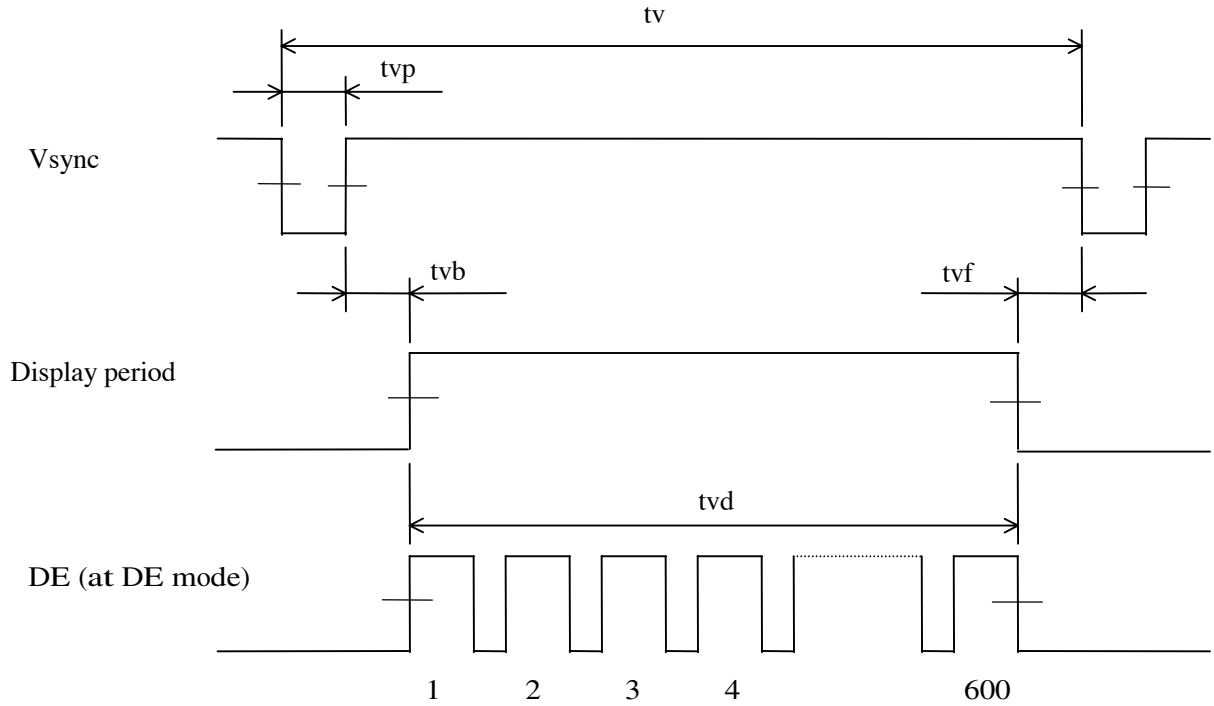 tv
tvp
Vsync
tvb
tvf
Display period
tvd
DE (at DE mode)
1 2 3 4 600